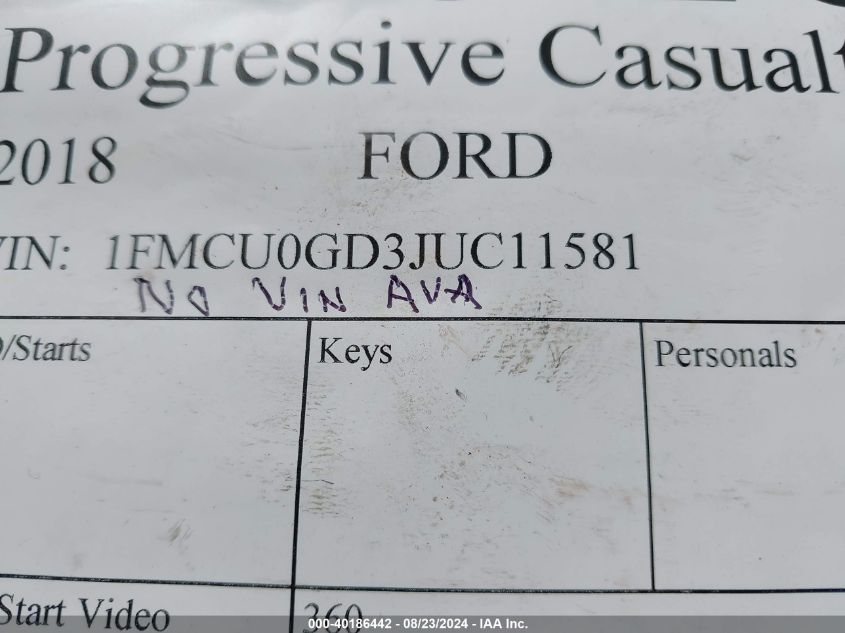 Progressive Casualt
2018 FORD
VIN: 1FMCU0GD3JUC11581
No VIN AVA
/Starts Keys Personals
Start Video 360
000-40186442 - 08/23/2024 - IAA Inc.